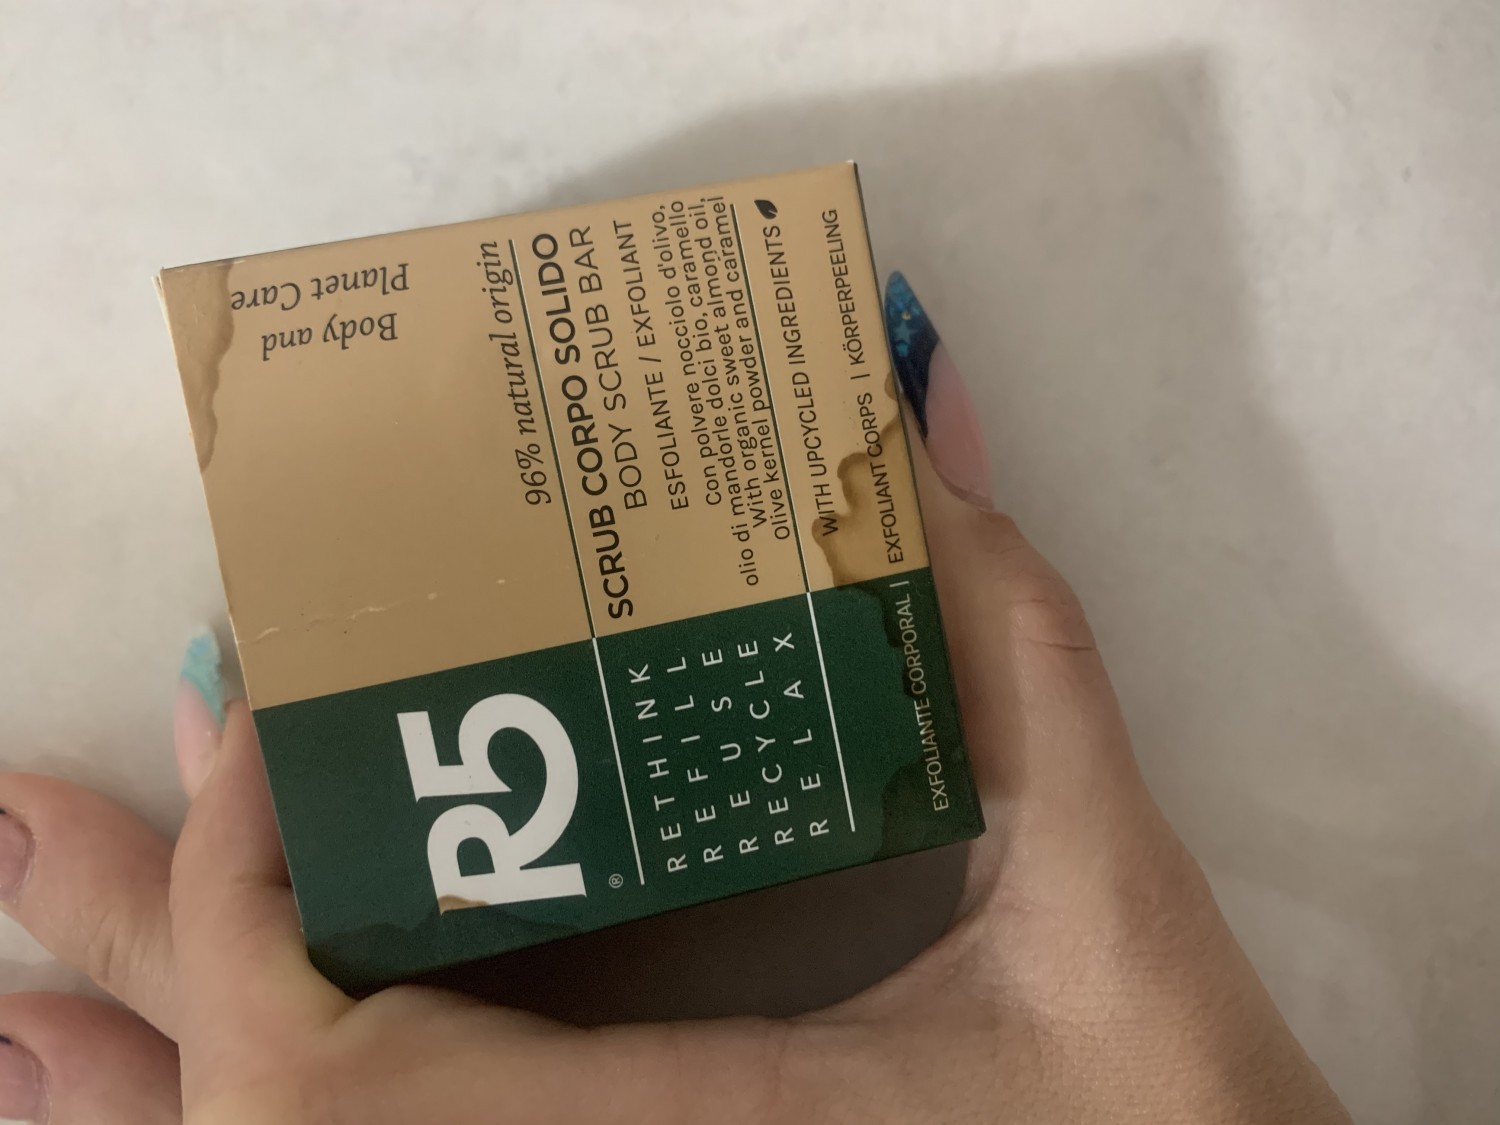 R5
®
RETHINK
REFILL
REUSE
RECYCLE
RELAX
Body and
Planet Care
96% natural origin
SCRUB CORPO SOLIDO
BODY SCRUB BAR
ESFOLIANTE / EXFOLIANT
Con polvere nocciolo d'olivo,
olio di mandorle dolci bio, caramello
With organic sweet almond oil,
Olive kernel powder and caramel
WITH UPCYCLED INGREDIENTS
EXFOLIANTE CORPORAL | EXFOLIANT CORPS | KÖRPERPEELING